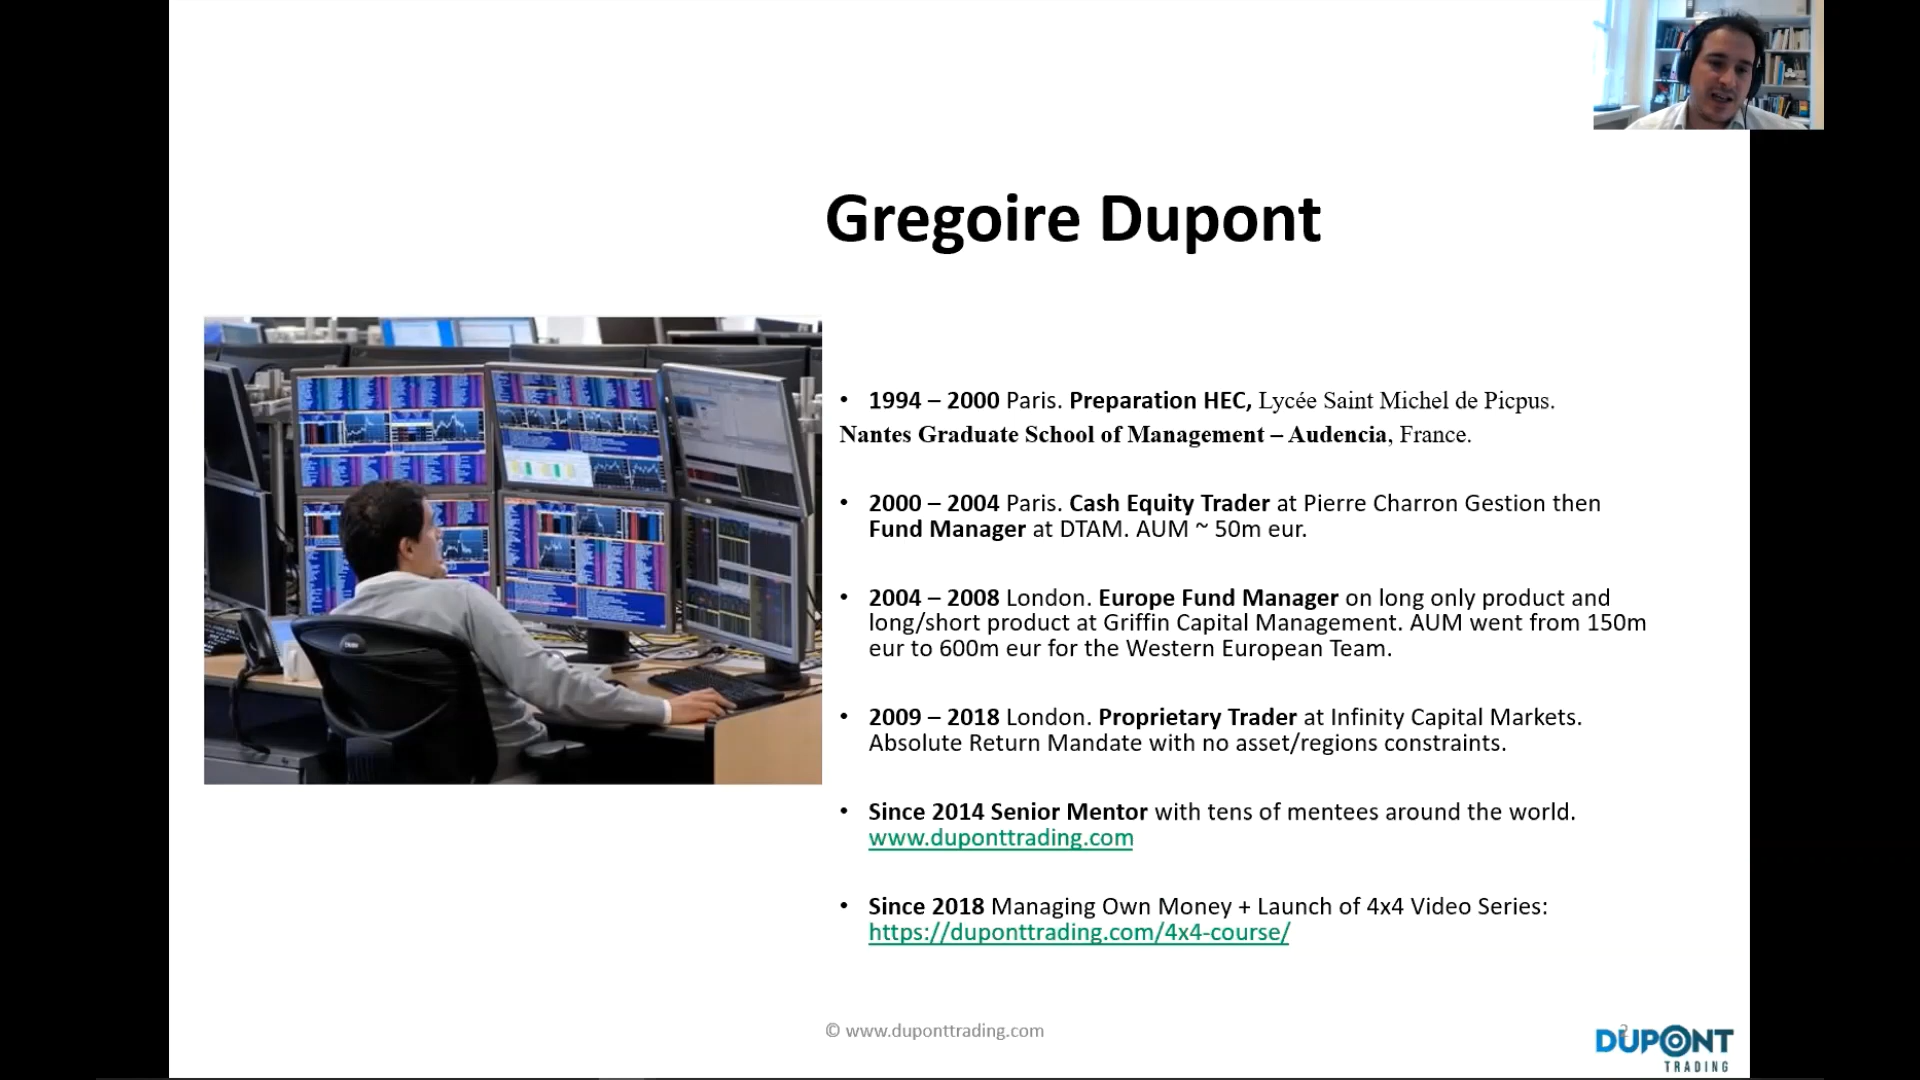 Gregoire Dupont
• 1994 – 2000 Paris. Preparation HEC, Lycée Saint Michel de Picpus.
Nantes Graduate School of Management – Audencia, France.
• 2000 – 2004 Paris. Cash Equity Trader at Pierre Charron Gestion then
Fund Manager at DTAM. AUM ~ 50m eur.
• 2004 – 2008 London. Europe Fund Manager on long only product and
long/short product at Griffin Capital Management. AUM went from 150m
eur to 600m eur for the Western European Team.
• 2009 – 2018 London. Proprietary Trader at Infinity Capital Markets.
Absolute Return Mandate with no asset/regions constraints.
• Since 2014 Senior Mentor with tens of mentees around the world.
www.duponttrading.com
• Since 2018 Managing Own Money + Launch of 4x4 Video Series:
https://duponttrading.com/4x4-course/
© www.duponttrading.com
DUPONT
TRADING